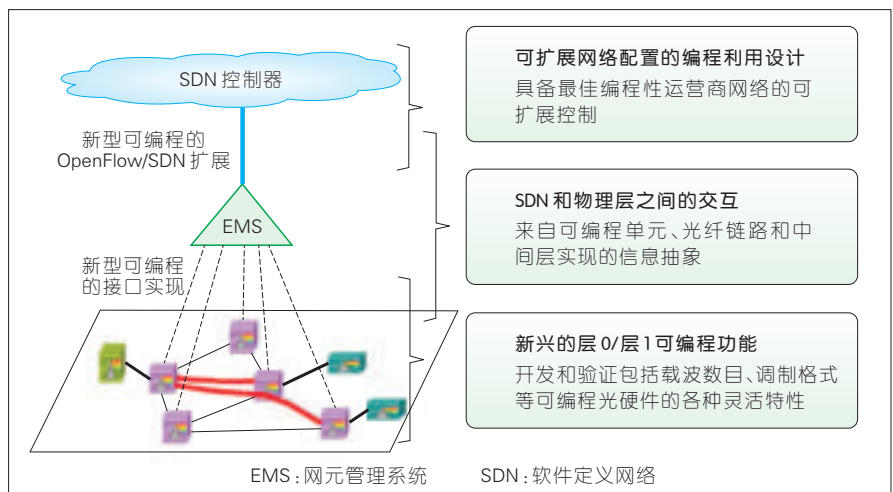 SDN 控制器
新型可编程的
OpenFlow/SDN 扩展
EMS
新型可编程
的接口实现
可扩展网络配置的编程利用设计
具备最佳编程性运营商网络的可
扩展控制
SDN 和物理层之间的交互
来自可编程单元、光纤链路和中
间层实现的信息抽象
新兴的层 0/层 1 可编程功能
开发和验证包括载波数目、调制格式
等可编程光硬件的各种灵活特性
EMS:网元管理系统 SDN:软件定义网络